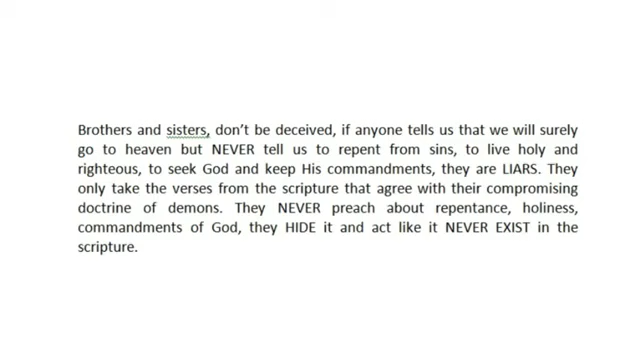 Brothers and sisters, don't be deceived, if anyone tells us that we will surely
go to heaven but NEVER tell us to repent from sins, to live holy and
righteous, to seek God and keep His commandments, they are LIARS. They
only take the verses from the scripture that agree with their compromising
doctrine of demons. They NEVER preach about repentance, holiness,
commandments of God, they HIDE it and act like it NEVER EXIST in the
scripture.